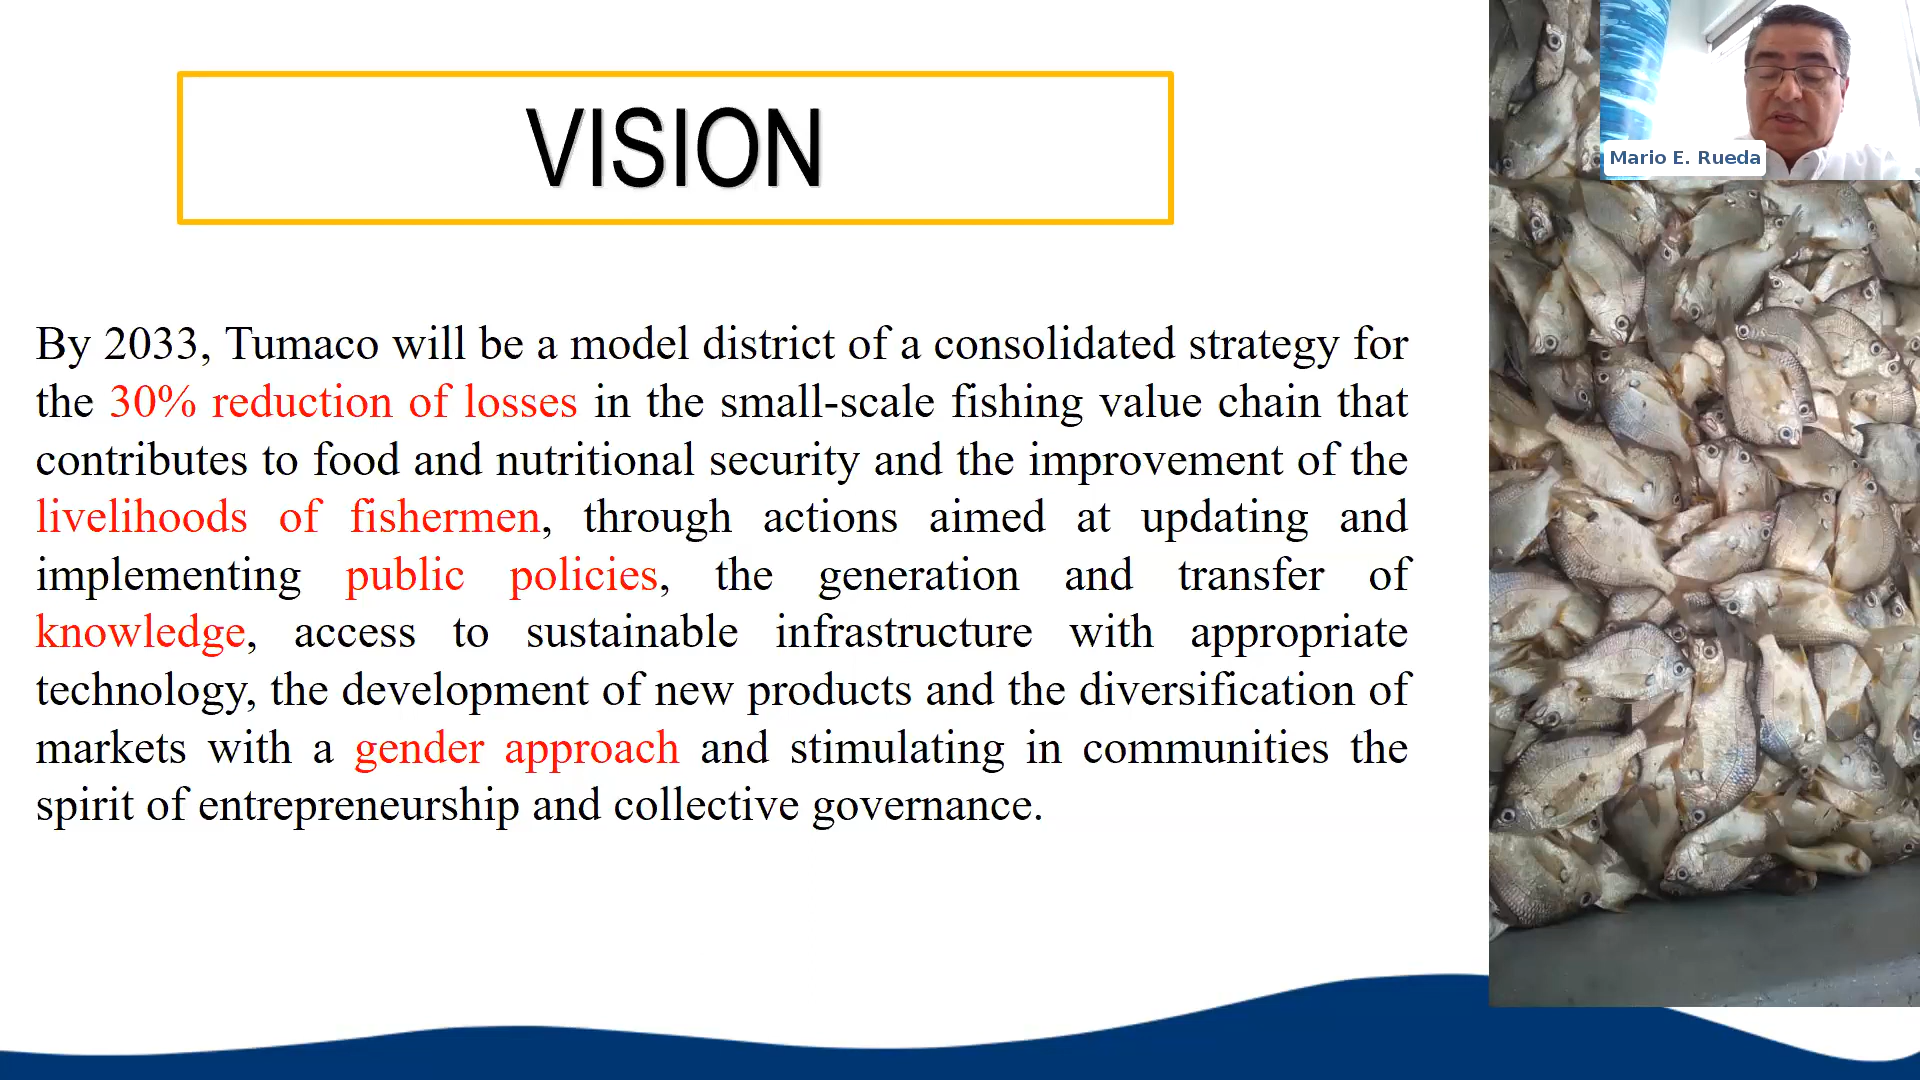 VISION
Mario E. Rueda
By 2033, Tumaco will be a model district of a consolidated strategy for
the 30% reduction of losses in the small-scale fishing value chain that
contributes to food and nutritional security and the improvement of the
livelihoods of fishermen, through actions aimed at updating and
implementing public policies, the generation and transfer of
knowledge, access to sustainable infrastructure with appropriate
technology, the development of new products and the diversification of
markets with a gender approach and stimulating in communities the
spirit of entrepreneurship and collective governance.